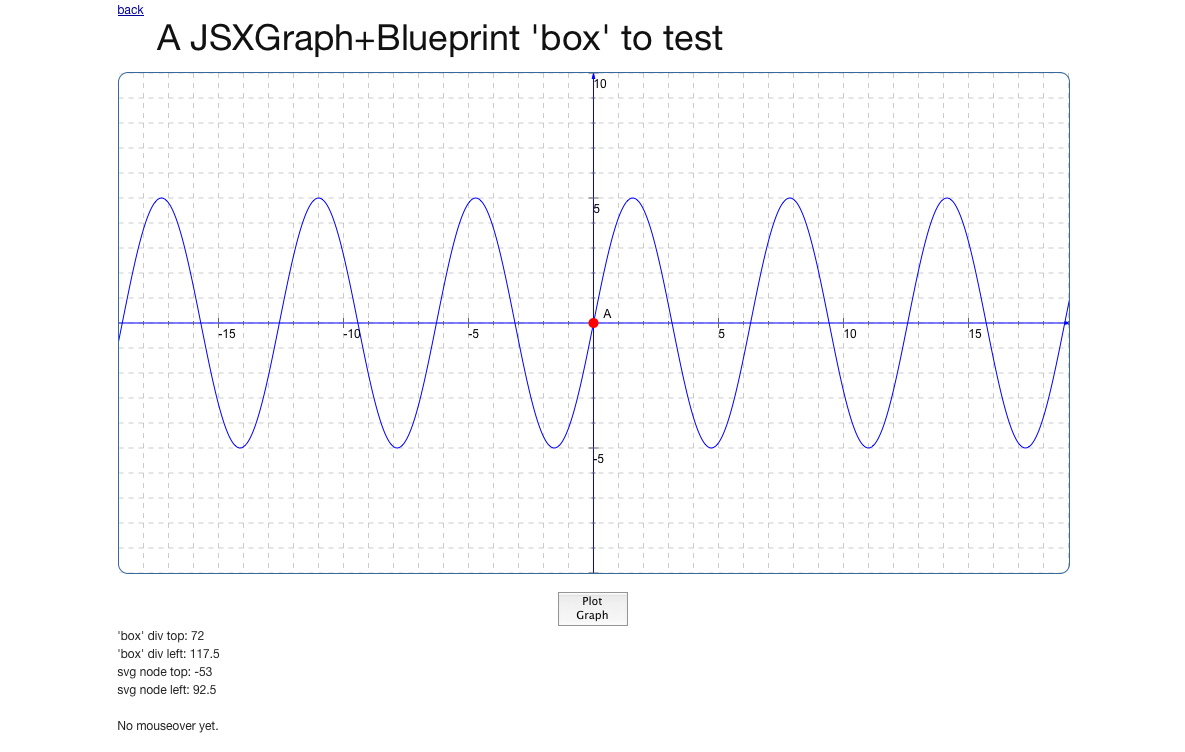 back
A JSXGraph+Blueprint 'box' to test
10
5
A
-15 -10 -5 5 10 15
-5
Plot
Graph
'box' div top: 72
'box' div left: 117.5
svg node top: -53
svg node left: 92.5
No mouseover yet.